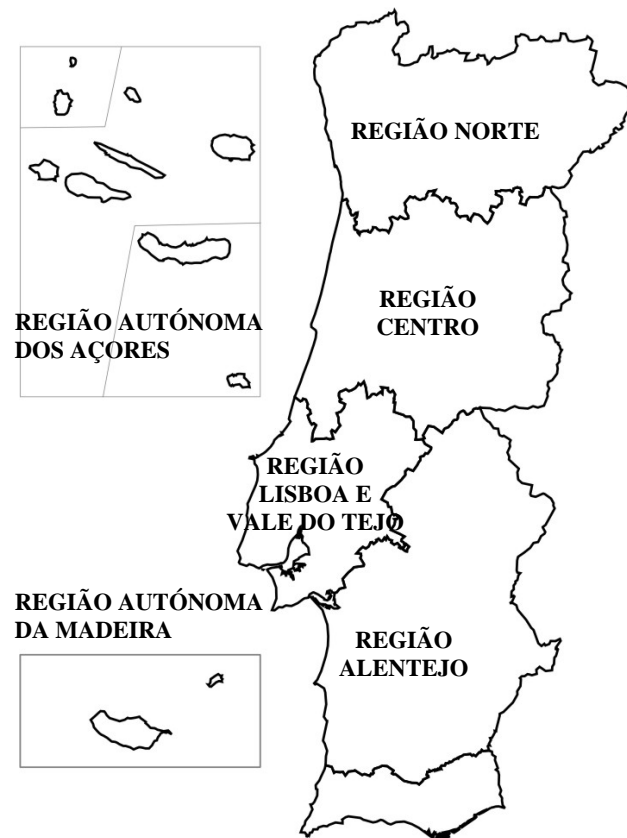 REGIÃO NORTE
REGIÃO
CENTRO
REGIÃO AUTÓNOMA
DOS AÇORES
REGIÃO
LISBOA E
VALE DO TEJO
REGIÃO AUTÓNOMA
DA MADEIRA
REGIÃO
ALENTEJO